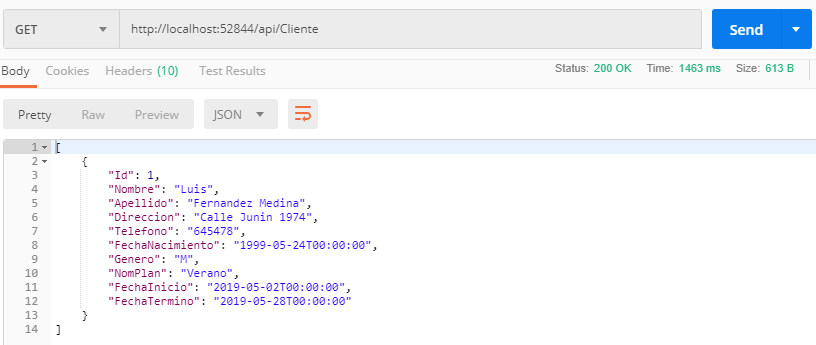 GET http://localhost:52844/api/Cliente Send
Body Cookies Headers (10) Test Results Status: 200 OK Time: 1463 ms Size: 613 B
Pretty Raw Preview JSON
1 [
2 {
3 "Id": 1,
4 "Nombre": "Luis",
5 "Apellido": "Fernandez Medina",
6 "Direccion": "Calle Junin 1974",
7 "Telefono": "645478",
8 "FechaNacimiento": "1999-05-24T00:00:00",
9 "Genero": "M",
10 "NomPlan": "Verano",
11 "FechaInicio": "2019-05-02T00:00:00",
12 "FechaTermino": "2019-05-28T00:00:00"
13 }
14 ]